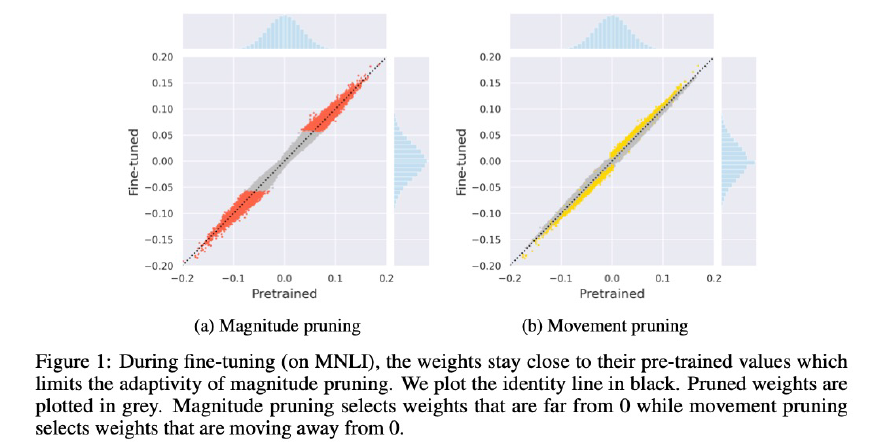 0.20
0.15
0.10
0.05
0.00
−0.05
−0.10
−0.15
−0.20
Fine-tuned
−0.2 −0.1 0.0 0.1 0.2
Pretrained
(a) Magnitude pruning
0.20
0.15
0.10
0.05
0.00
−0.05
−0.10
−0.15
−0.20
Fine-tuned
−0.2 −0.1 0.0 0.1 0.2
Pretrained
(b) Movement pruning
Figure 1: During fine-tuning (on MNLI), the weights stay close to their pre-trained values which
limits the adaptivity of magnitude pruning. We plot the identity line in black. Pruned weights are
plotted in grey. Magnitude pruning selects weights that are far from 0 while movement pruning
selects weights that are moving away from 0.